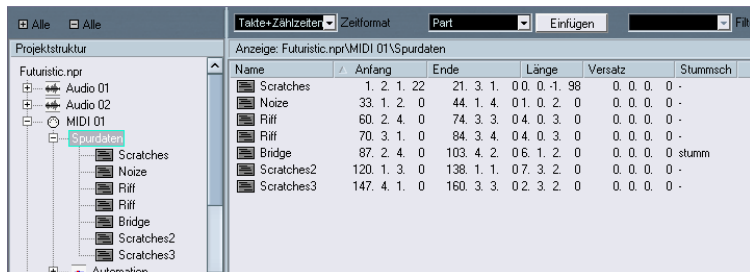 Alle Alle Takte+Zählzeiten Zeitformat Part Einfügen Filt
Projektstruktur Anzeige: Futuristic.npr\MIDI 01\Spurdaten
Name Anfang Ende Länge Versatz Stummsch
Futuristic.npr
Audio 01
Audio 02
MIDI 01
Spurdaten
Scratches
Noize
Riff
Riff
Bridge
Scratches2
Scratches3
Automation
Scratches 1. 2. 1. 22 21. 3. 1. 0 0. 0. -1. 98 0. 0. 0. 0 -
Noize 33. 1. 2. 0 44. 1. 4. 0 1. 0. 2. 0 0. 0. 0. 0 -
Riff 60. 2. 4. 0 74. 3. 3. 0 4. 0. 3. 0 0. 0. 0. 0 -
Riff 70. 3. 1. 0 84. 3. 4. 0 4. 0. 3. 0 0. 0. 0. 0 -
Bridge 87. 2. 4. 0 103. 4. 2. 0 6. 1. 2. 0 0. 0. 0. 0 stumm
Scratches2 120. 1. 3. 0 138. 1. 1. 0 7. 3. 2. 0 0. 0. 0. 0 -
Scratches3 147. 4. 1. 0 160. 3. 3. 0 2. 3. 2. 0 0. 0. 0. 0 -